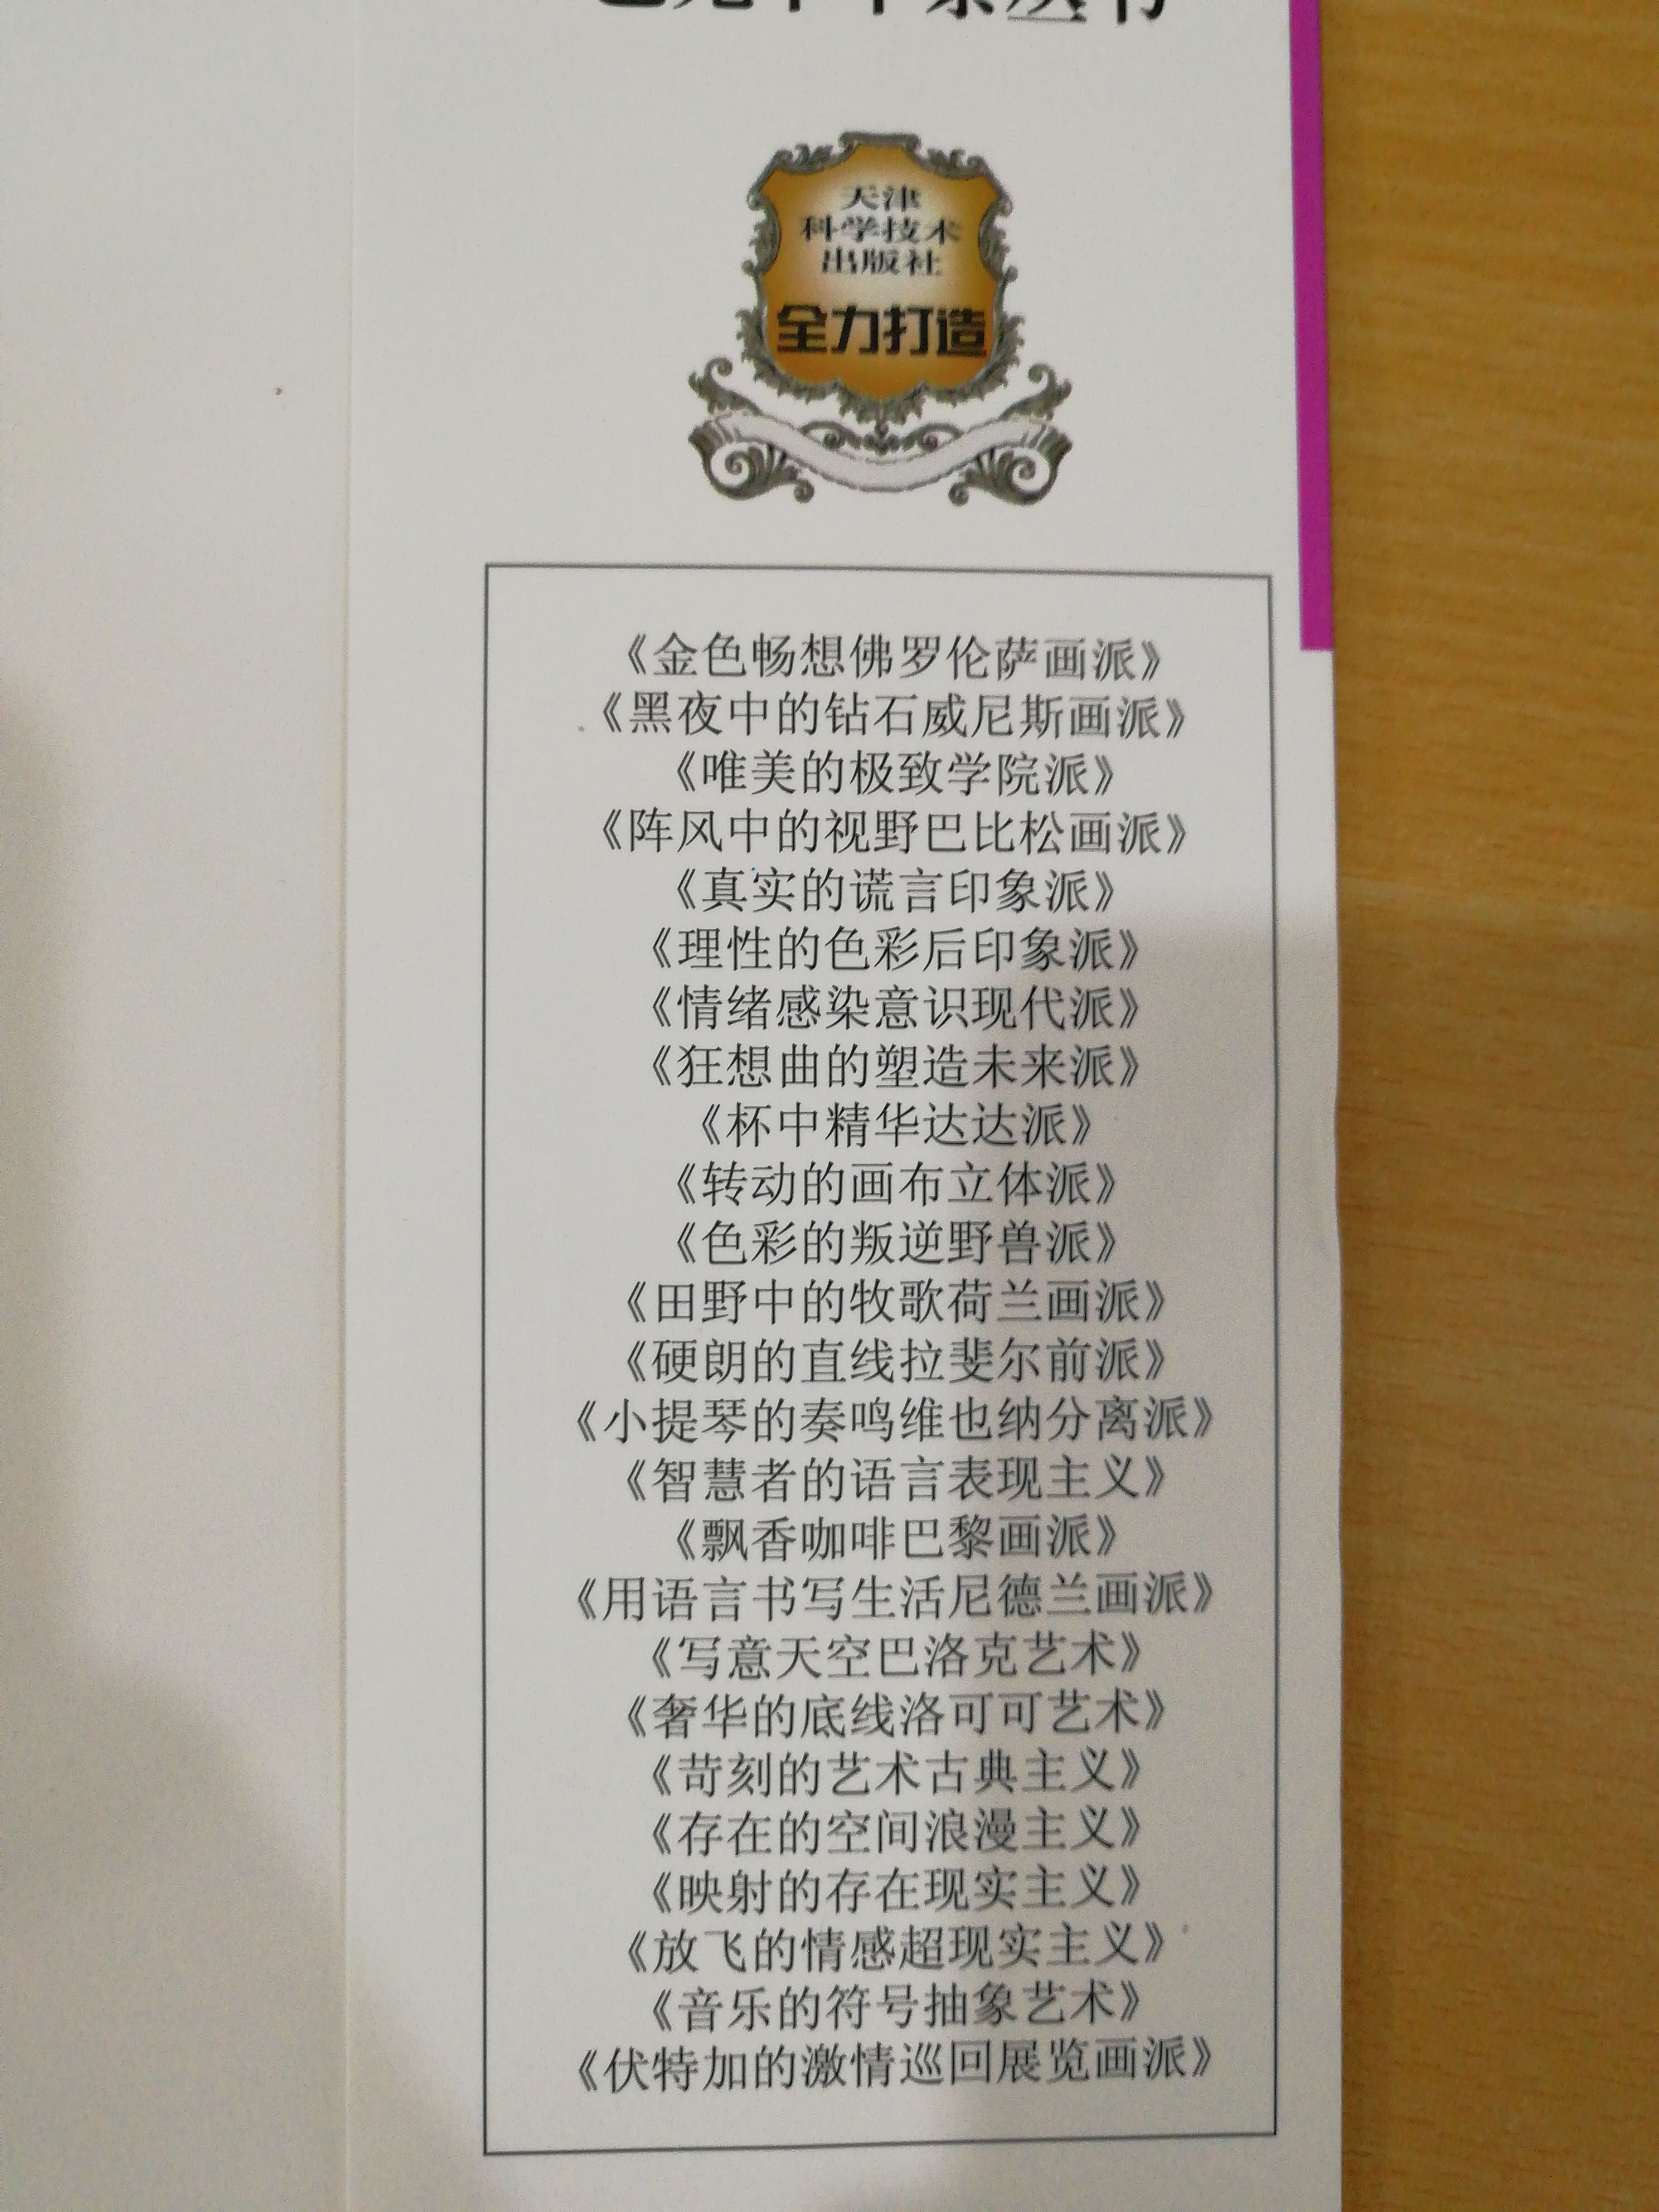 天津
科学技术
出版社
全力打造
《金色畅想佛罗伦萨画派》
《黑夜中的钻石威尼斯画派》
《唯美的极致学院派》
《阵风中的视野巴比松画派》
《真实的谎言印象派》
《理性的色彩后印象派》
《情绪感染意识现代派》
《狂想曲的塑造未来派》
《杯中精华达达派》
《转动的画布立体派》
《色彩的叛逆野兽派》
《田野中的牧歌荷兰画派》
《硬朗的直线拉斐尔前派》
《小提琴的奏鸣维也纳分离派》
《智慧者的语言表现主义》
《飘香咖啡巴黎画派》
《用语言书写生活尼德兰画派》
《写意天空巴洛克艺术》
《奢华的底线洛可可艺术》
《苛刻的艺术古典主义》
《存在的空间浪漫主义》
《映射的存在现实主义》
《放飞的情感超现实主义》
《音乐的符号抽象艺术》
《伏特加的激情巡回展览画派》